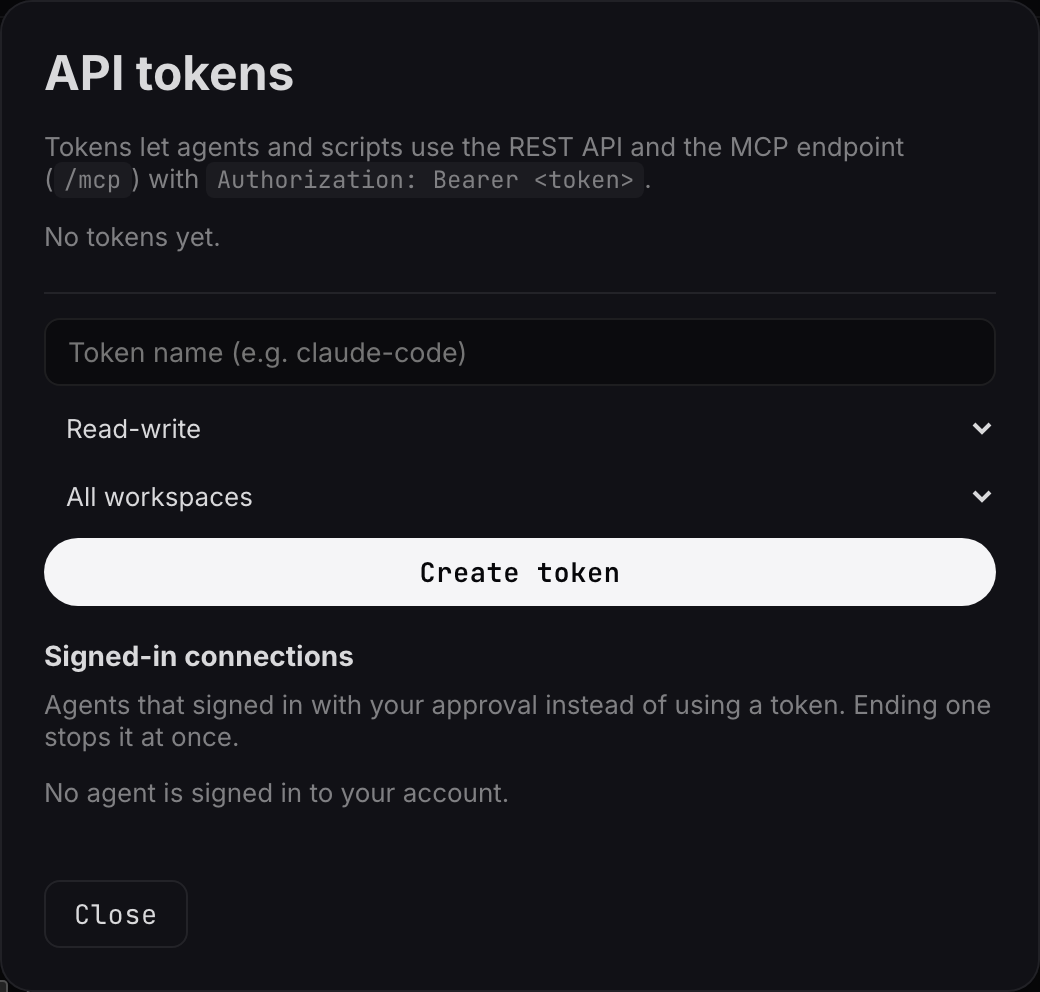 API tokens
Tokens let agents and scripts use the REST API and the MCP endpoint
( /mcp ) with Authorization: Bearer <token> .
No tokens yet.
Token name (e.g. claude-code)
Read-write
All workspaces
Create token
Signed-in connections
Agents that signed in with your approval instead of using a token. Ending one
stops it at once.
No agent is signed in to your account.
Close